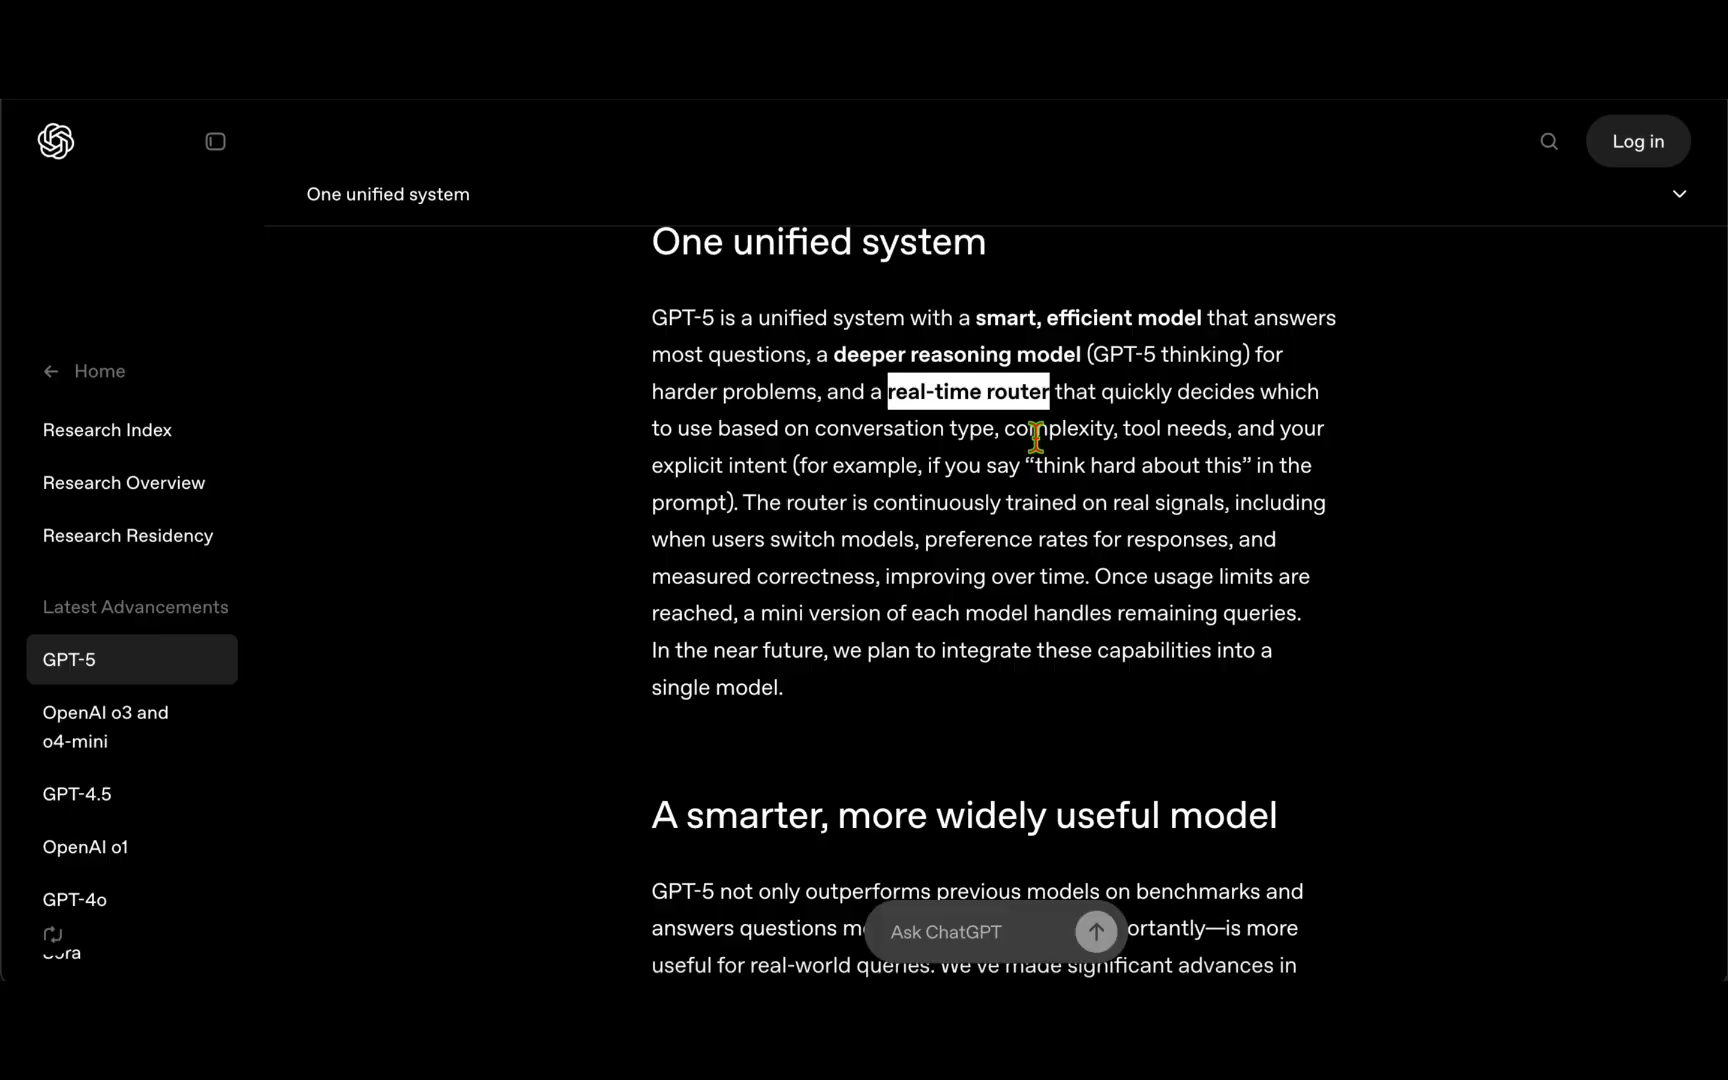 Log in
One unified system
One unified system
GPT-5 is a unified system with a smart, efficient model that answers
most questions, a deeper reasoning model (GPT-5 thinking) for
harder problems, and a real-time router that quickly decides which
to use based on conversation type, complexity, tool needs, and your
explicit intent (for example, if you say “think hard about this” in the
prompt). The router is continuously trained on real signals, including
when users switch models, preference rates for responses, and
measured correctness, improving over time. Once usage limits are
reached, a mini version of each model handles remaining queries.
In the near future, we plan to integrate these capabilities into a
single model.
A smarter, more widely useful model
GPT-5 not only outperforms previous models on benchmarks and
answers questions ortantly—is more
useful for real-world queries. We’ve made significant advances in
Ask ChatGPT
Home
Research Index
Research Overview
Research Residency
Latest Advancements
GPT-5
OpenAI o3 and
o4-mini
GPT-4.5
OpenAI o1
GPT-4o